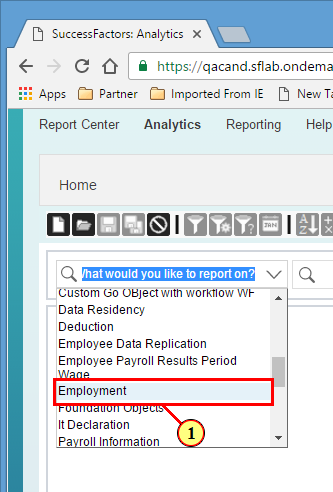 SuccessFactors: Analytics
https://qacand.sflab.ondema
Apps Partner Imported From IE New Ta
Report Center Analytics Reporting Help
Home
What would you like to report on?
Custom Go OBject with workflow WF
Data Residency
Deduction
Employee Data Replication
Employee Payroll Results Period
Wage
Employment
Foundation Objects
It Declaration
Payroll Information
1